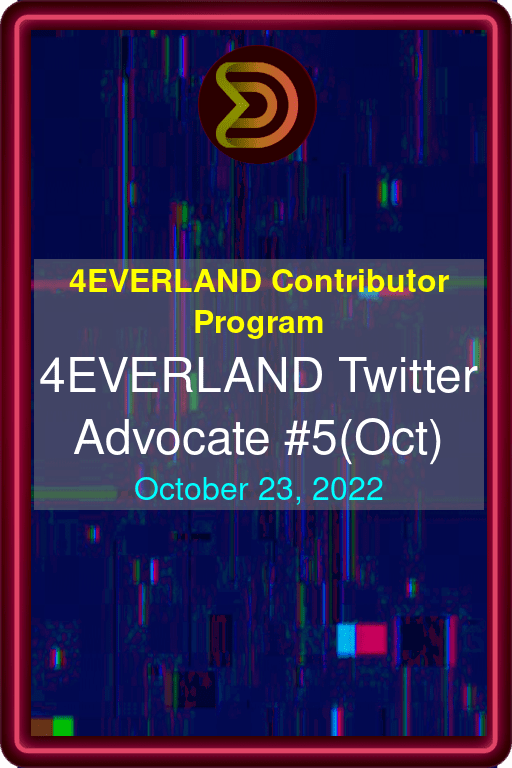 4EVERLAND Contributor
Program
4EVERLAND Twitter
Advocate #5(Oct)
October 23, 2022